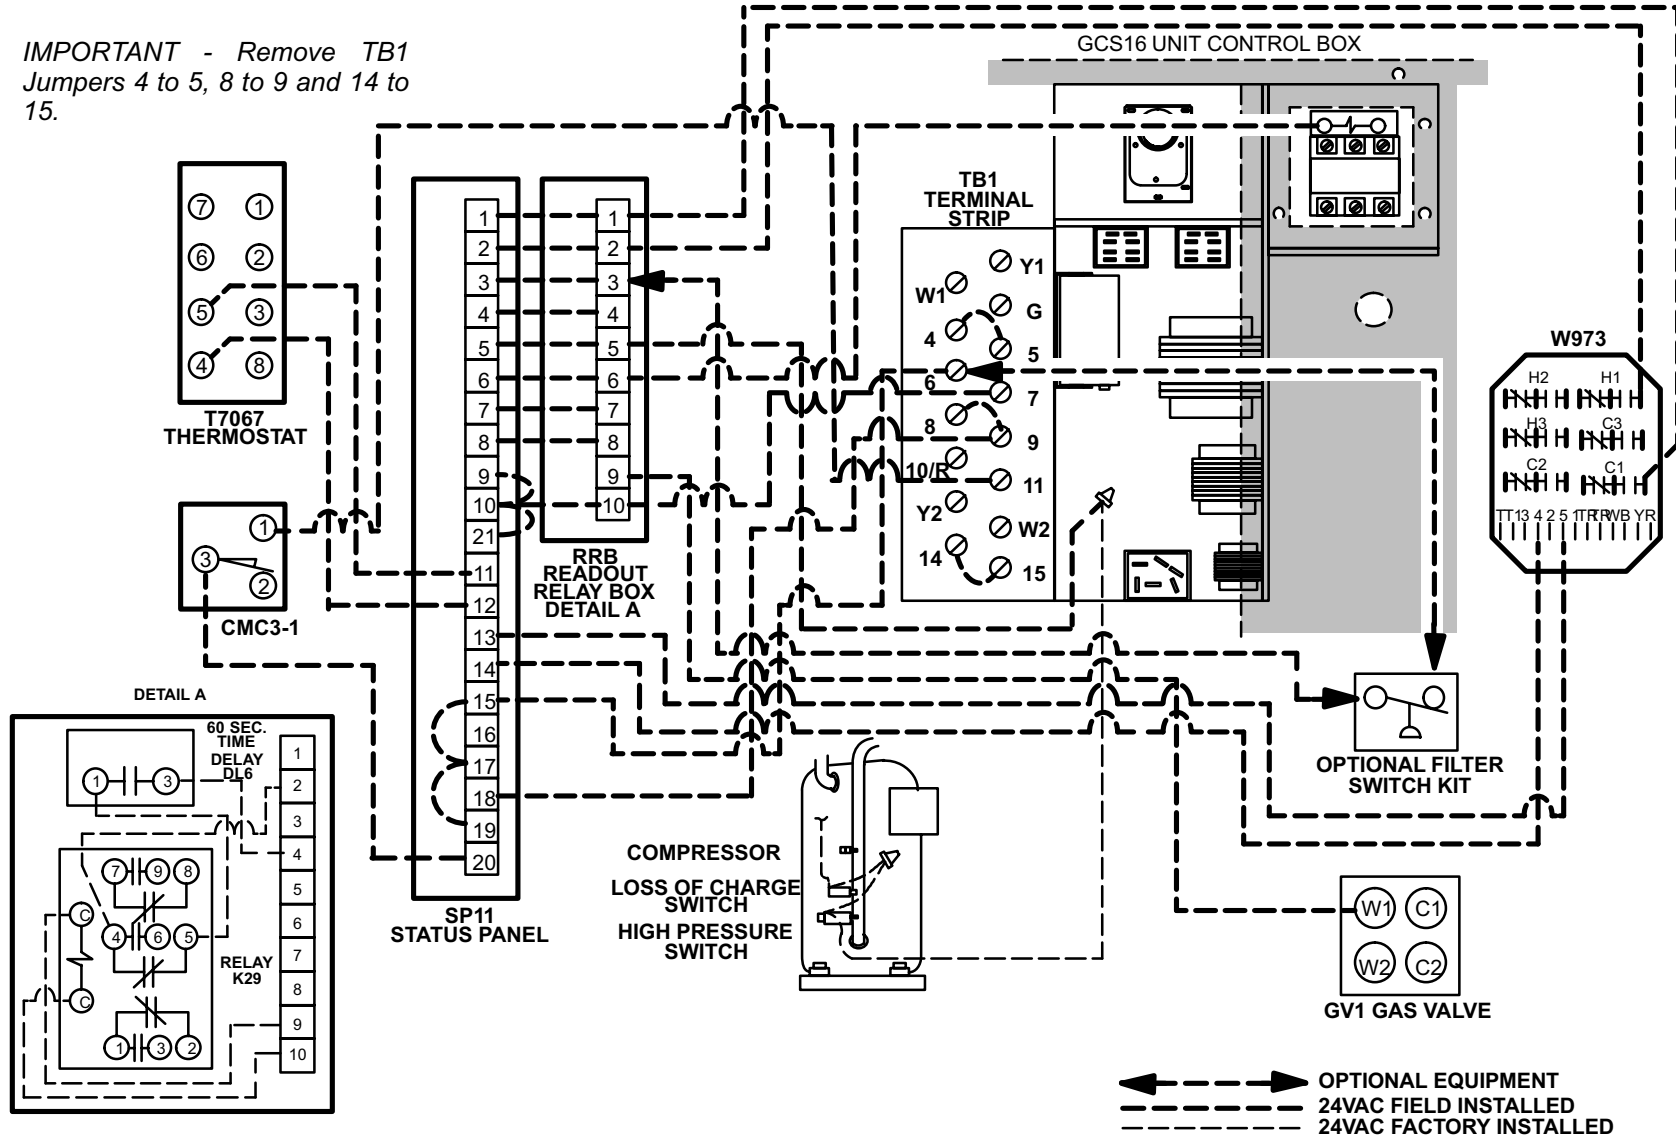 IMPORTANT - Remove TB1
Jumpers 4 to 5, 8 to 9 and 14 to
15.
GCS16 UNIT CONTROL BOX
7 1
6 2
5 3
4 8
T7067
THERMOSTAT
1
3
2
CMC3-1
1
2
3
4
5
6
7
8
9
10
21
11
12
13
14
15
16
17
18
19
20
SP11
STATUS PANEL
1
2
3
4
5
6
7
8
9
10
RRB
READOUT
RELAY BOX
DETAIL A
TB1
TERMINAL
STRIP
Y1
W1
G
4
5
6
7
8
9
10/R
11
Y2
W2
14
15
W973
H2 H1
H3 C3
C2 C1
TT13 4 2 5 1TRTRWB YR
OPTIONAL FILTER
SWITCH KIT
COMPRESSOR
LOSS OF CHARGE
SWITCH
HIGH PRESSURE
SWITCH
W1 C1
W2 C2
GV1 GAS VALVE
DETAIL A
60 SEC.
TIME
DELAY
DL6
1 3
7 9 8
C
4 6 5
C
1 3 2
RELAY
K29
1
2
3
4
5
6
7
8
9
10
OPTIONAL EQUIPMENT
24VAC FIELD INSTALLED
24VAC FACTORY INSTALLED